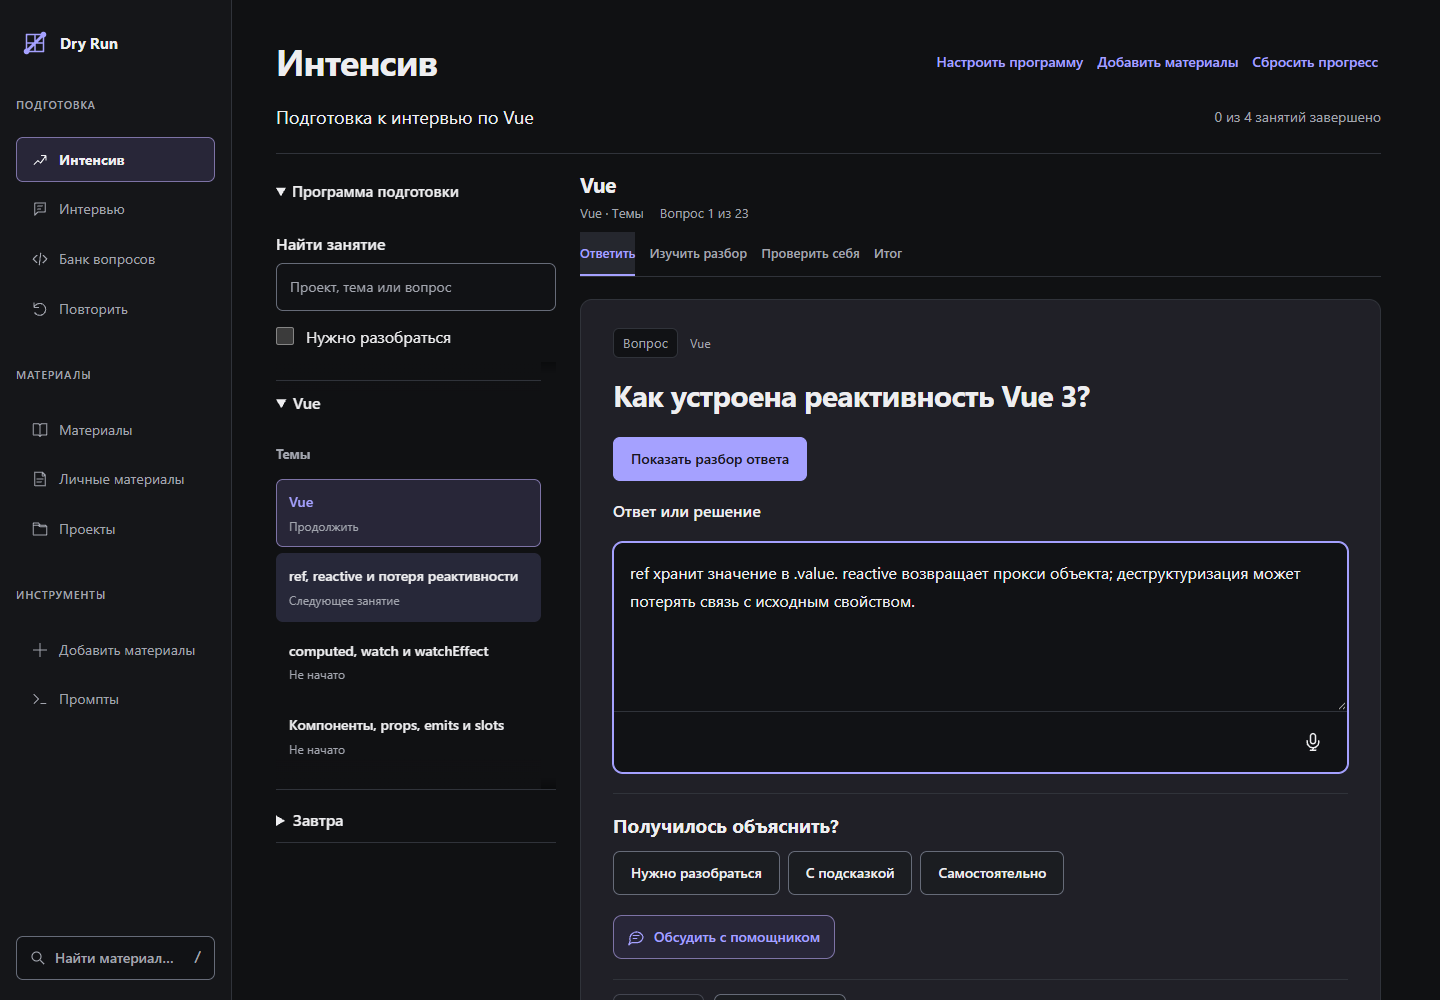 Dry Run
ПОДГОТОВКА
Интенсив
Интервью
Банк вопросов
Повторить
МАТЕРИАЛЫ
Материалы
Личные материалы
Проекты
ИНСТРУМЕНТЫ
Добавить материалы
Промпты
Найти материал...
/
Интенсив
Настроить программу
Добавить материалы
Сбросить прогресс
Подготовка к интервью по Vue
0 из 4 занятий завершено
Программа подготовки
Найти занятие
Проект, тема или вопрос
Нужно разобраться
Vue
Темы
Vue
Продолжить
ref, reactive и потеря реактивности
Следующее занятие
computed, watch и watchEffect
Не начато
Компоненты, props, emits и slots
Не начато
Завтра
Vue
Vue · Темы
Вопрос 1 из 23
Ответить
Изучить разбор
Проверить себя
Итог
Вопрос
Vue
Как устроена реактивность Vue 3?
Показать разбор ответа
Ответ или решение
ref хранит значение в .value. reactive возвращает прокси объекта; деструктуризация может
потерять связь с исходным свойством.
Получилось объяснить?
Нужно разобраться
С подсказкой
Самостоятельно
Обсудить с помощником